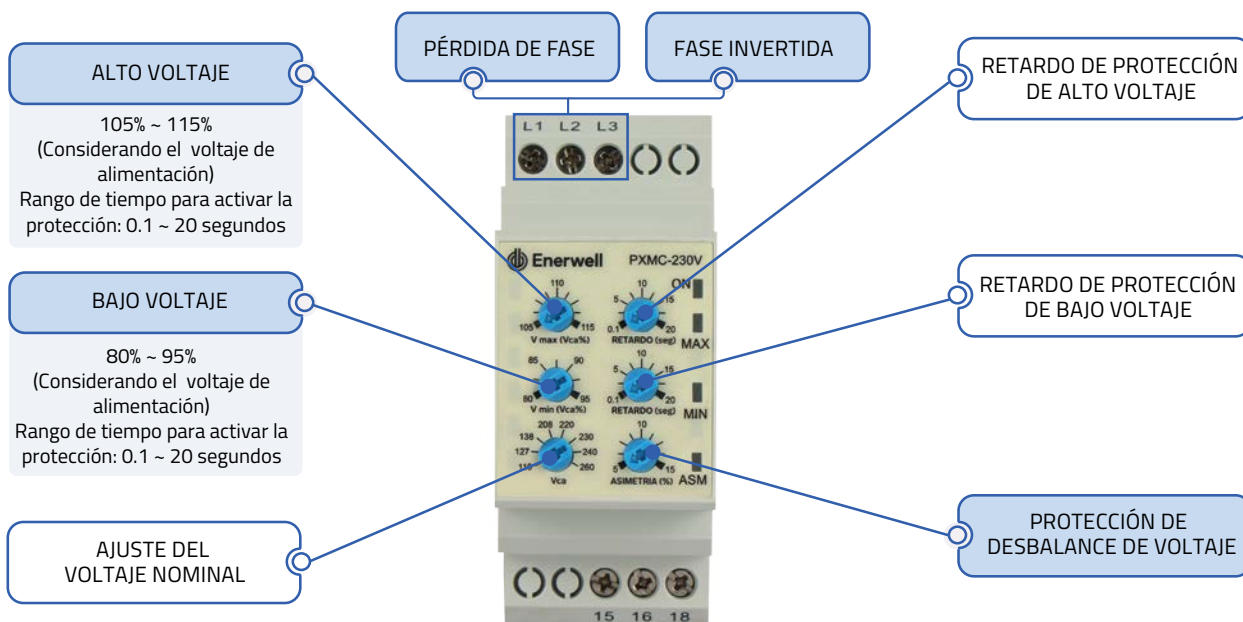 PÉRDIDA DE FASE
FASE INVERTIDA
ALTO VOLTAJE
105% ~ 115%
(Considerando el voltaje de
alimentación)
Rango de tiempo para activar la
protección: 0.1 ~ 20 segundos
BAJO VOLTAJE
80% ~ 95%
(Considerando el voltaje de
alimentación)
Rango de tiempo para activar la
protección: 0.1 ~ 20 segundos
AJUSTE DEL
VOLTAJE NOMINAL
RETARDO DE PROTECCIÓN
DE ALTO VOLTAJE
RETARDO DE PROTECCIÓN
DE BAJO VOLTAJE
PROTECCIÓN DE
DESBALANCE DE VOLTAJE
L1 L2 L3
Enerwell PXMC-230V
110
105 115
V max (Vca%)
10
5 15
0.1 20
RETARDO (seg)
ON
MAX
85 90
80 95
V min (Vca%)
10
5 15
0.1 20
RETARDO (seg)
MIN
208 220
138 230
127 240
260
Vca
10
5 15
ASIMETRIA (%)
ASM
15 16 18